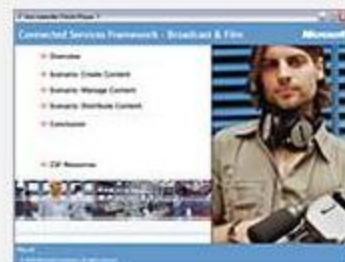 Connected Services Framework - Broadcast & Film
Microsoft
Overview
Scenario: Create Content
Scenario: Manage Content
Scenario: Distribute Content
Conclusion
CSF Resources